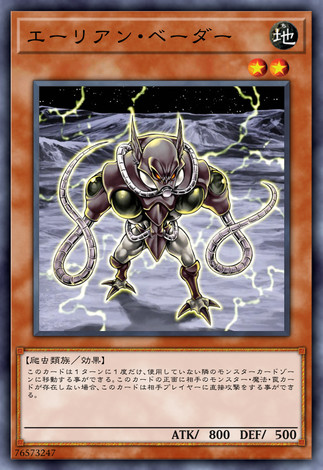 エーリアン・ベーダー
地
【爬虫類族／効果】
このカードは１ターンに１度だけ、使用していない隣のモンスターカードゾー
ンに移動する事ができる。このカードの正面に相手のモンスター・魔法・罠カー
ドが存在しない場合、このカードは相手プレイヤーに直接攻撃をする事ができる。
ATK/ 800 DEF/ 500
76573247